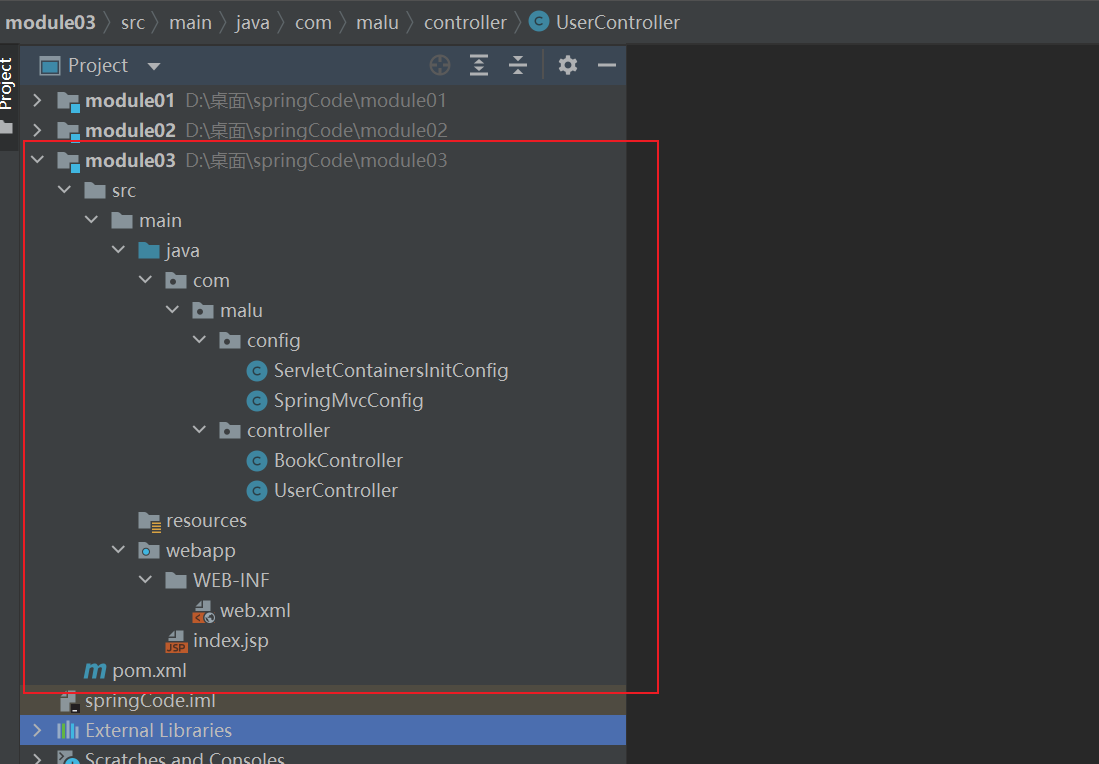 module03 src main java com malu controller UserController
Project
Project
module01 D:\桌面\springCode\module01
module02 D:\桌面\springCode\module02
module03 D:\桌面\springCode\module03
src
main
java
com
malu
config
ServletContainersInitConfig
SpringMvcConfig
controller
BookController
UserController
resources
webapp
WEB-INF
web.xml
index.jsp
pom.xml
springCode.iml
External Libraries
Scratches and Consoles